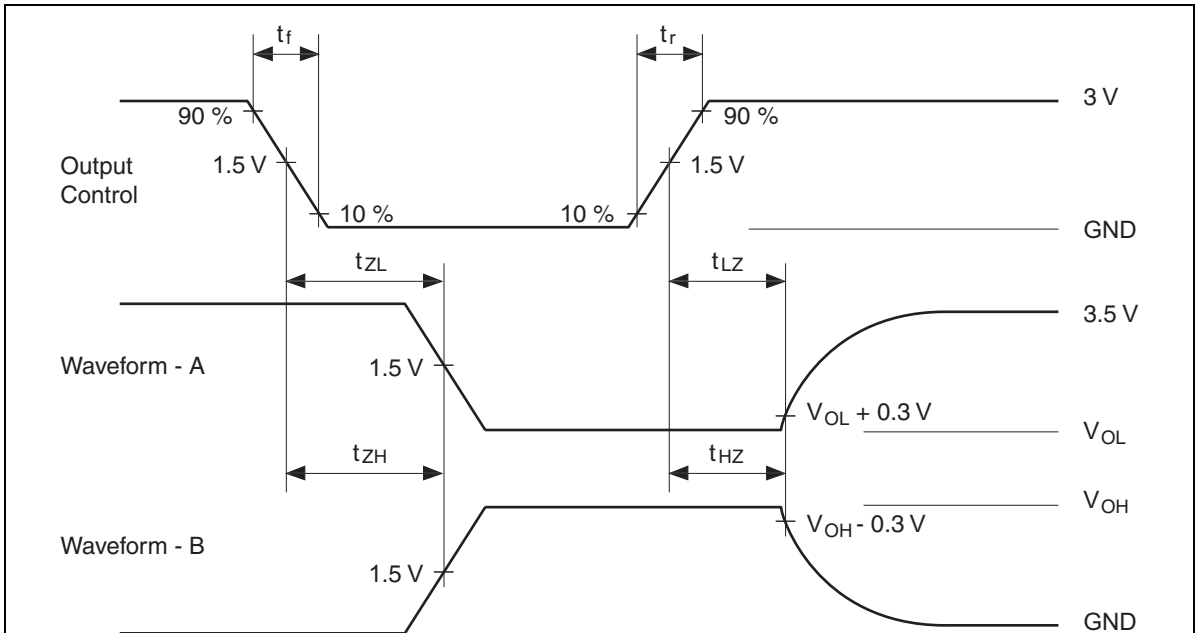 tf
tr
3 V
90 %
90 %
Output
Control
1.5 V
1.5 V
10 %
10 %
GND
tZL
tLZ
3.5 V
Waveform - A
1.5 V
VOL + 0.3 V
VOL
tZH
tHZ
VOH
VOH - 0.3 V
Waveform - B
1.5 V
GND